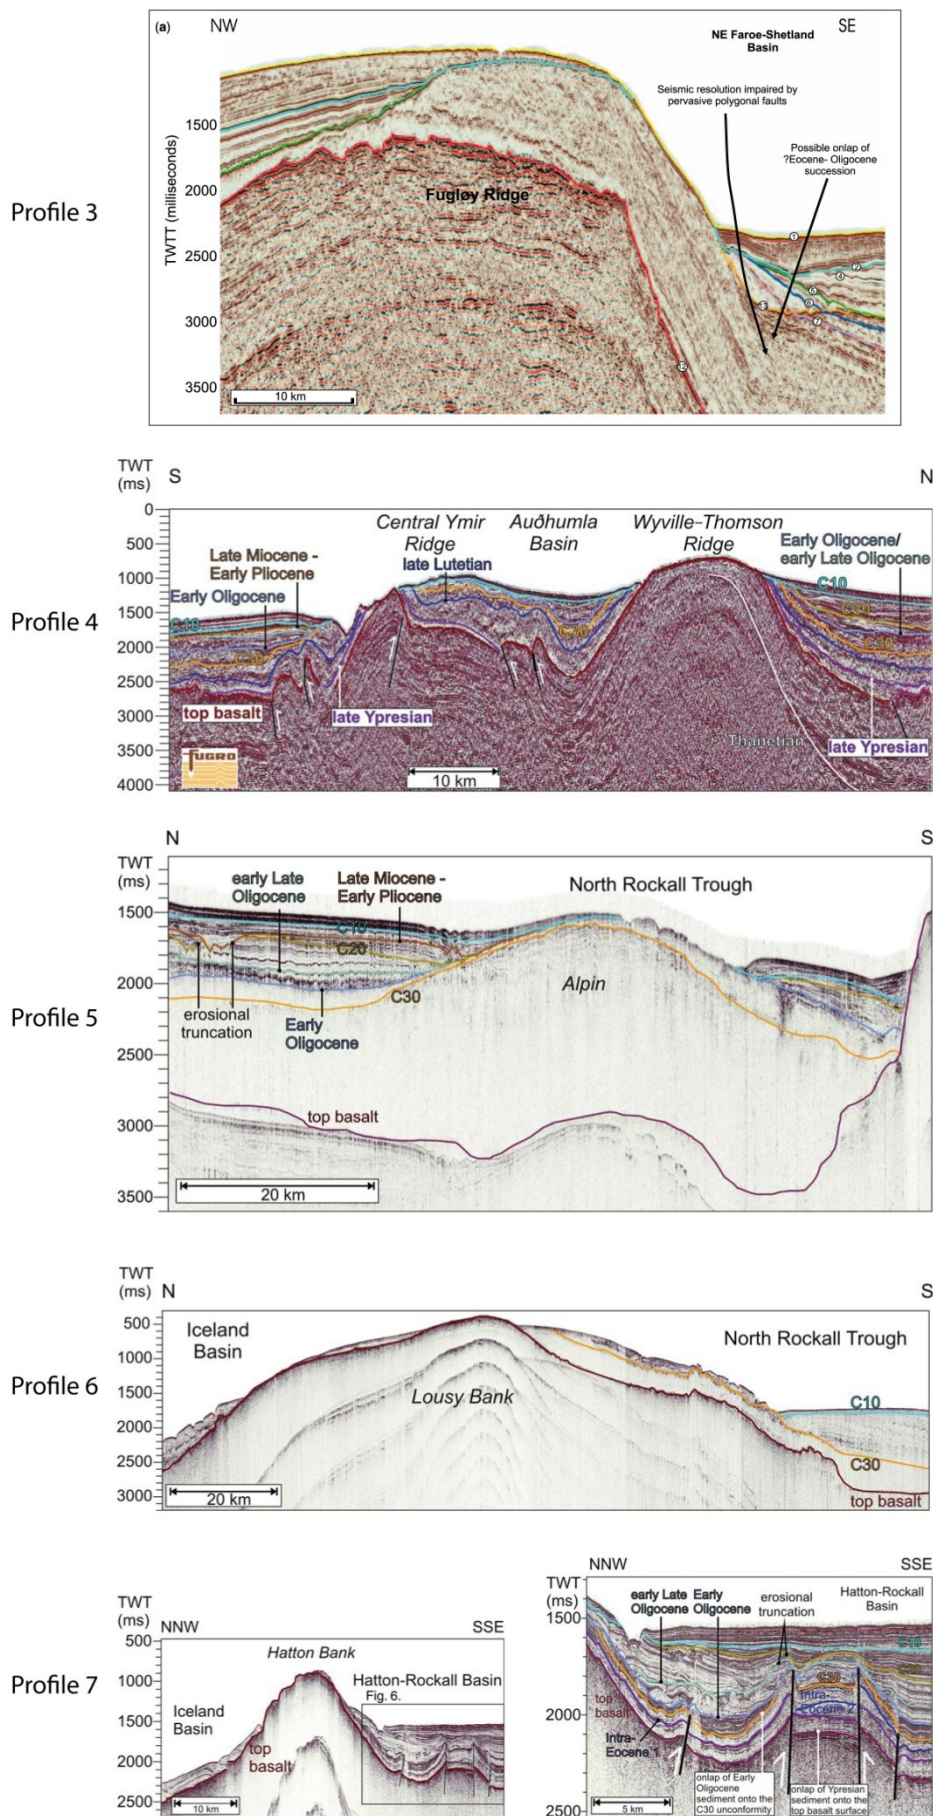 (a) NW
SE
NE Faroe-Shetland
Basin
Seismic resolution impaired by
pervasive polygonal faults
Possible onlap of
?Eocene- Oligocene
succession
Profile 3
TWTT (milliseconds)
1500
2000
2500
3000
3500
Fugløy Ridge
1
2
4
7
12
10 km
Profile 4
TWT
(ms)
S
N
0
500
1000
1500
2000
2500
3000
3500
4000
Central Ymir
Ridge
Auðhumla
Basin
Wyville–Thomson
Ridge
Late Miocene -
Early Pliocene
Early Oligocene
late Lutetian
Early Oligocene/
early Late Oligocene
C10
C30
C30
C10
C20
C30
top basalt
late Ypresian
Thanetian
late Ypresian
FUGRO
10 km
Profile 5
TWT
(ms)
N
S
1500
2000
2500
3000
3500
early Late
Oligocene
Late Miocene -
Early Pliocene
North Rockall Trough
C10
C20
C30
Alpin
erosional
truncation
Early
Oligocene
top basalt
20 km
Profile 6
TWT
(ms)
N
S
500
1000
1500
2000
2500
3000
Iceland
Basin
North Rockall Trough
Lousy Bank
C10
C30
top basalt
20 km
Profile 7
TWT
(ms)
NNW
SSE
500
1000
1500
2000
2500
Hatton Bank
Hatton-Rockall Basin
Fig. 6.
Iceland
Basin
top
basalt
10 km
NNW
SSE
TWT
(ms)
1500
2000
2500
early Late
Oligocene
Early
Oligocene
erosional
truncation
Hatton-Rockall
Basin
C10
C20
C30
top
basalt
Intra-
Eocene 2
Intra-
Eocene 1
onlap of Early
Oligocene
sediment onto the
C30 unconformity
onlap of Ypresian
sediment onto the
top basalt surface
5 km